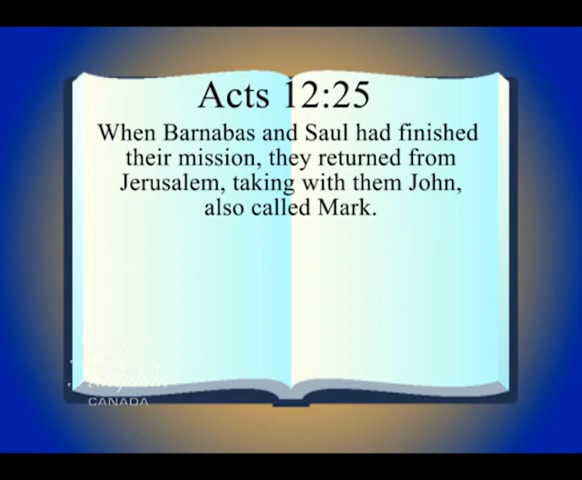 Acts 12:25
When Barnabas and Saul had finished
their mission, they returned from
Jerusalem, taking with them John,
also called Mark.
CANADA